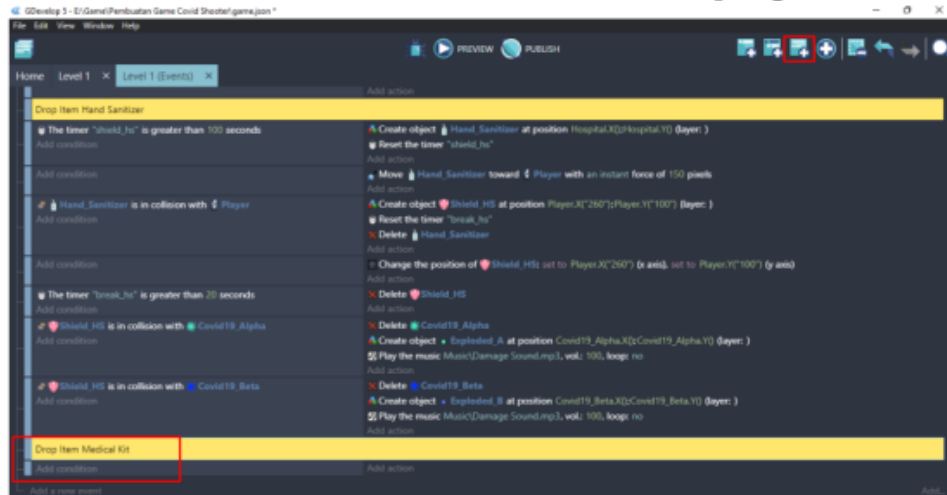 GDevelop 5 - E:\Game\Pembuatan Game Covid Shooter\game.json *
File Edit View Window Help
PREVIEW PUBLISH
Home Level 1 × Level 1 (Events) ×
Add action
Drop Item Hand Sanitizer
The timer "shield_hs" is greater than 100 seconds
Add condition
Create object Hand_Sanitizer at position Hospital.X();Hospital.Y() (layer: )
Reset the timer "shield_hs"
Add action
Add condition
Move Hand_Sanitizer toward Player with an instant force of 150 pixels
Add action
Hand_Sanitizer is in collision with Player
Add condition
Create object Shield_HS at position Player.X("260");Player.Y("100") (layer: )
Reset the timer "break_hs"
Delete Hand_Sanitizer
Add action
Add condition
Change the position of Shield_HS: set to Player.X("260") (x axis), set to Player.Y("100") (y axis)
Add action
The timer "break_hs" is greater than 20 seconds
Add condition
Delete Shield_HS
Add action
Shield_HS is in collision with Covid19_Alpha
Add condition
Delete Covid19_Alpha
Create object Exploded_A at position Covid19_Alpha.X();Covid19_Alpha.Y() (layer: )
Play the music Music\Damage Sound.mp3, vol.: 100, loop: no
Add action
Shield_HS is in collision with Covid19_Beta
Add condition
Delete Covid19_Beta
Create object Exploded_B at position Covid19_Beta.X();Covid19_Beta.Y() (layer: )
Play the music Music\Damage Sound.mp3, vol.: 100, loop: no
Add action
Drop Item Medical Kit
Add condition
Add action
Add a new event
Add...